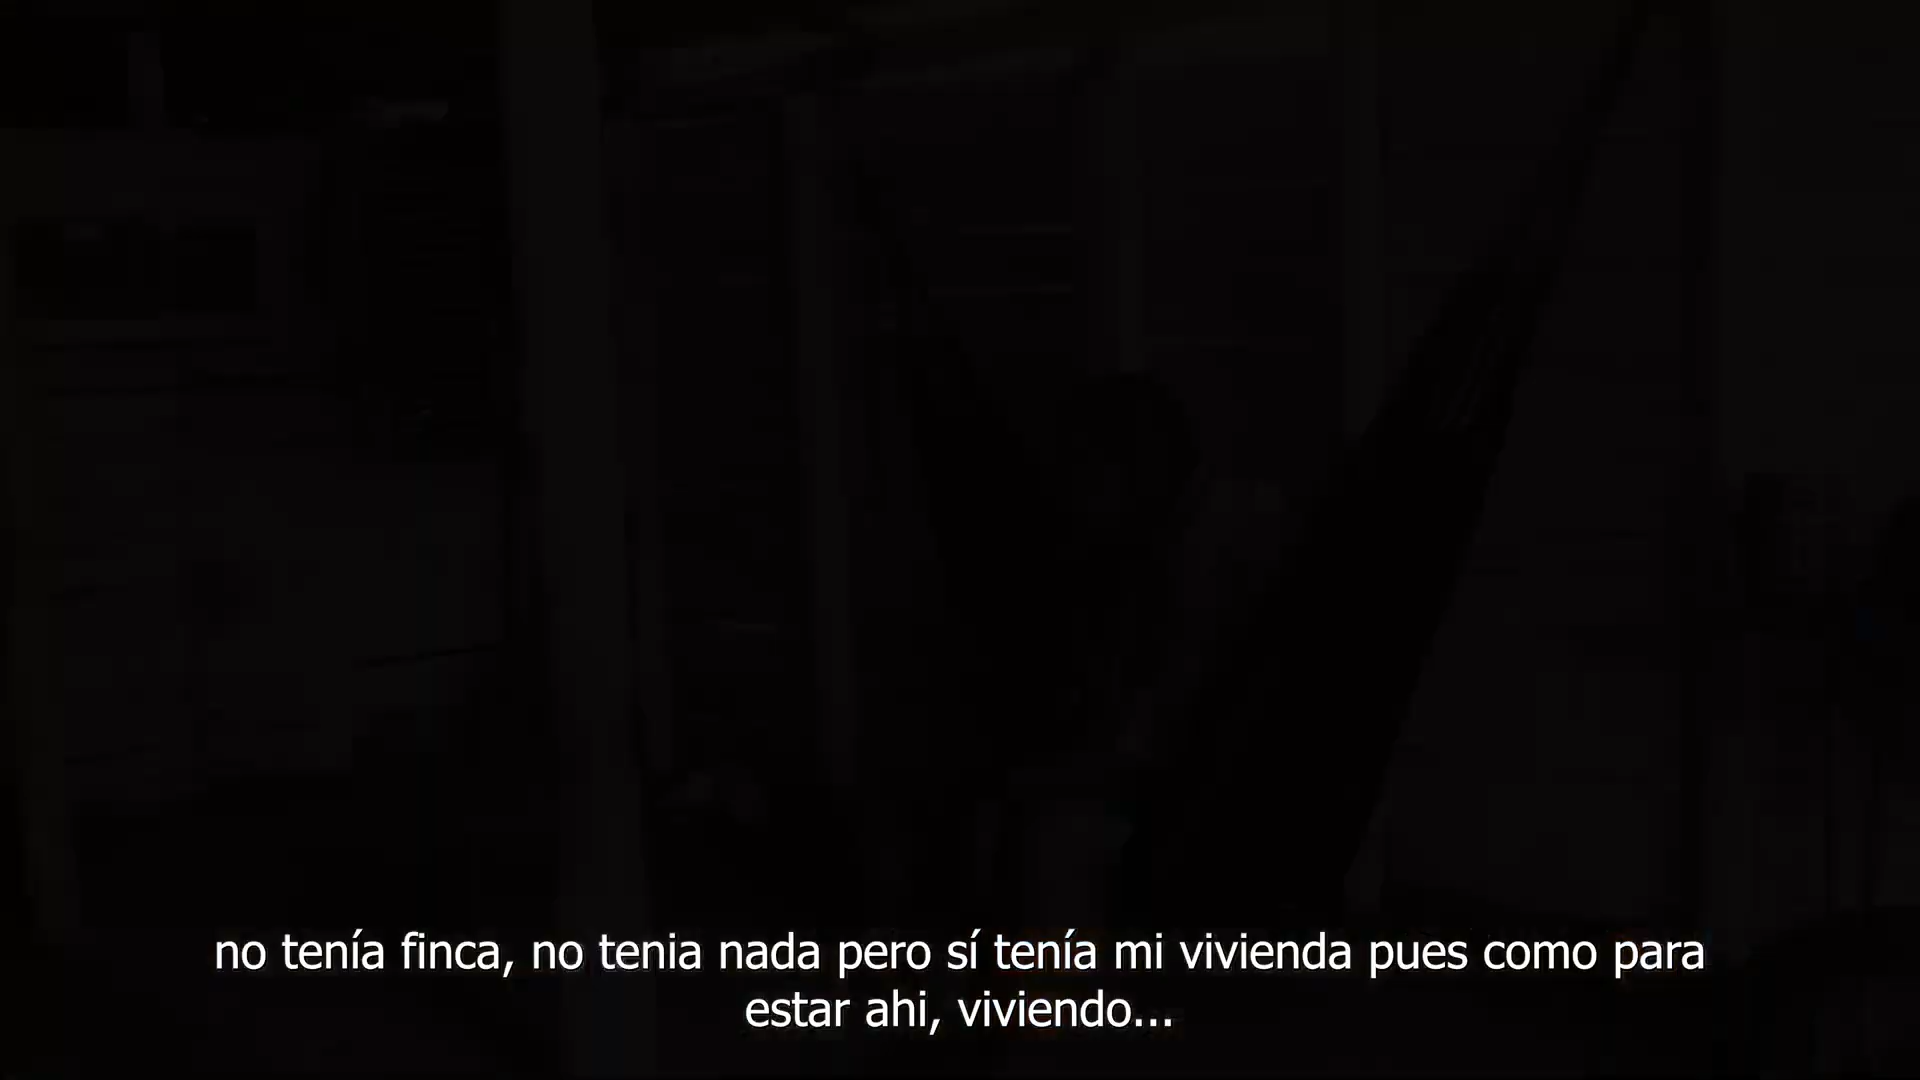 no tenía finca, no tenia nada pero sí tenía mi vivienda pues como para
estar ahi, viviendo...